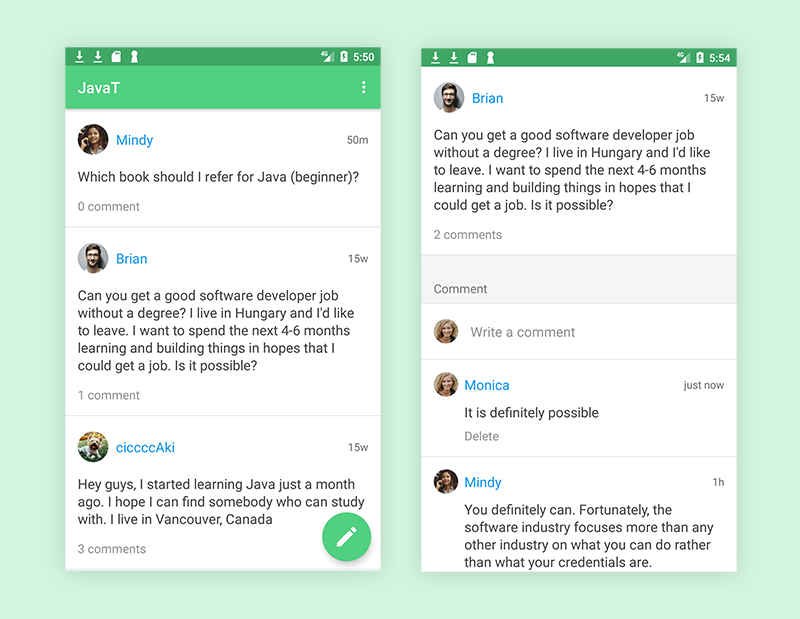 4G 5:50
JavaT
Mindy 50m
Which book should I refer for Java (beginner)?
0 comment
Brian 15w
Can you get a good software developer job
without a degree? I live in Hungary and I'd like
to leave. I want to spend the next 4-6 months
learning and building things in hopes that I
could get a job. Is it possible?
1 comment
ciccccAki 15w
Hey guys, I started learning Java just a month
ago. I hope I can find somebody who can study
with. I live in Vancouver, Canada
3 comments
4G 5:54
Brian 15w
Can you get a good software developer job
without a degree? I live in Hungary and I'd like
to leave. I want to spend the next 4-6 months
learning and building things in hopes that I
could get a job. Is it possible?
2 comments
Comment
Write a comment
Monica just now
It is definitely possible
Delete
Mindy 1h
You definitely can. Fortunately, the
software industry focuses more than any
other industry on what you can do rather
than what your credentials are.